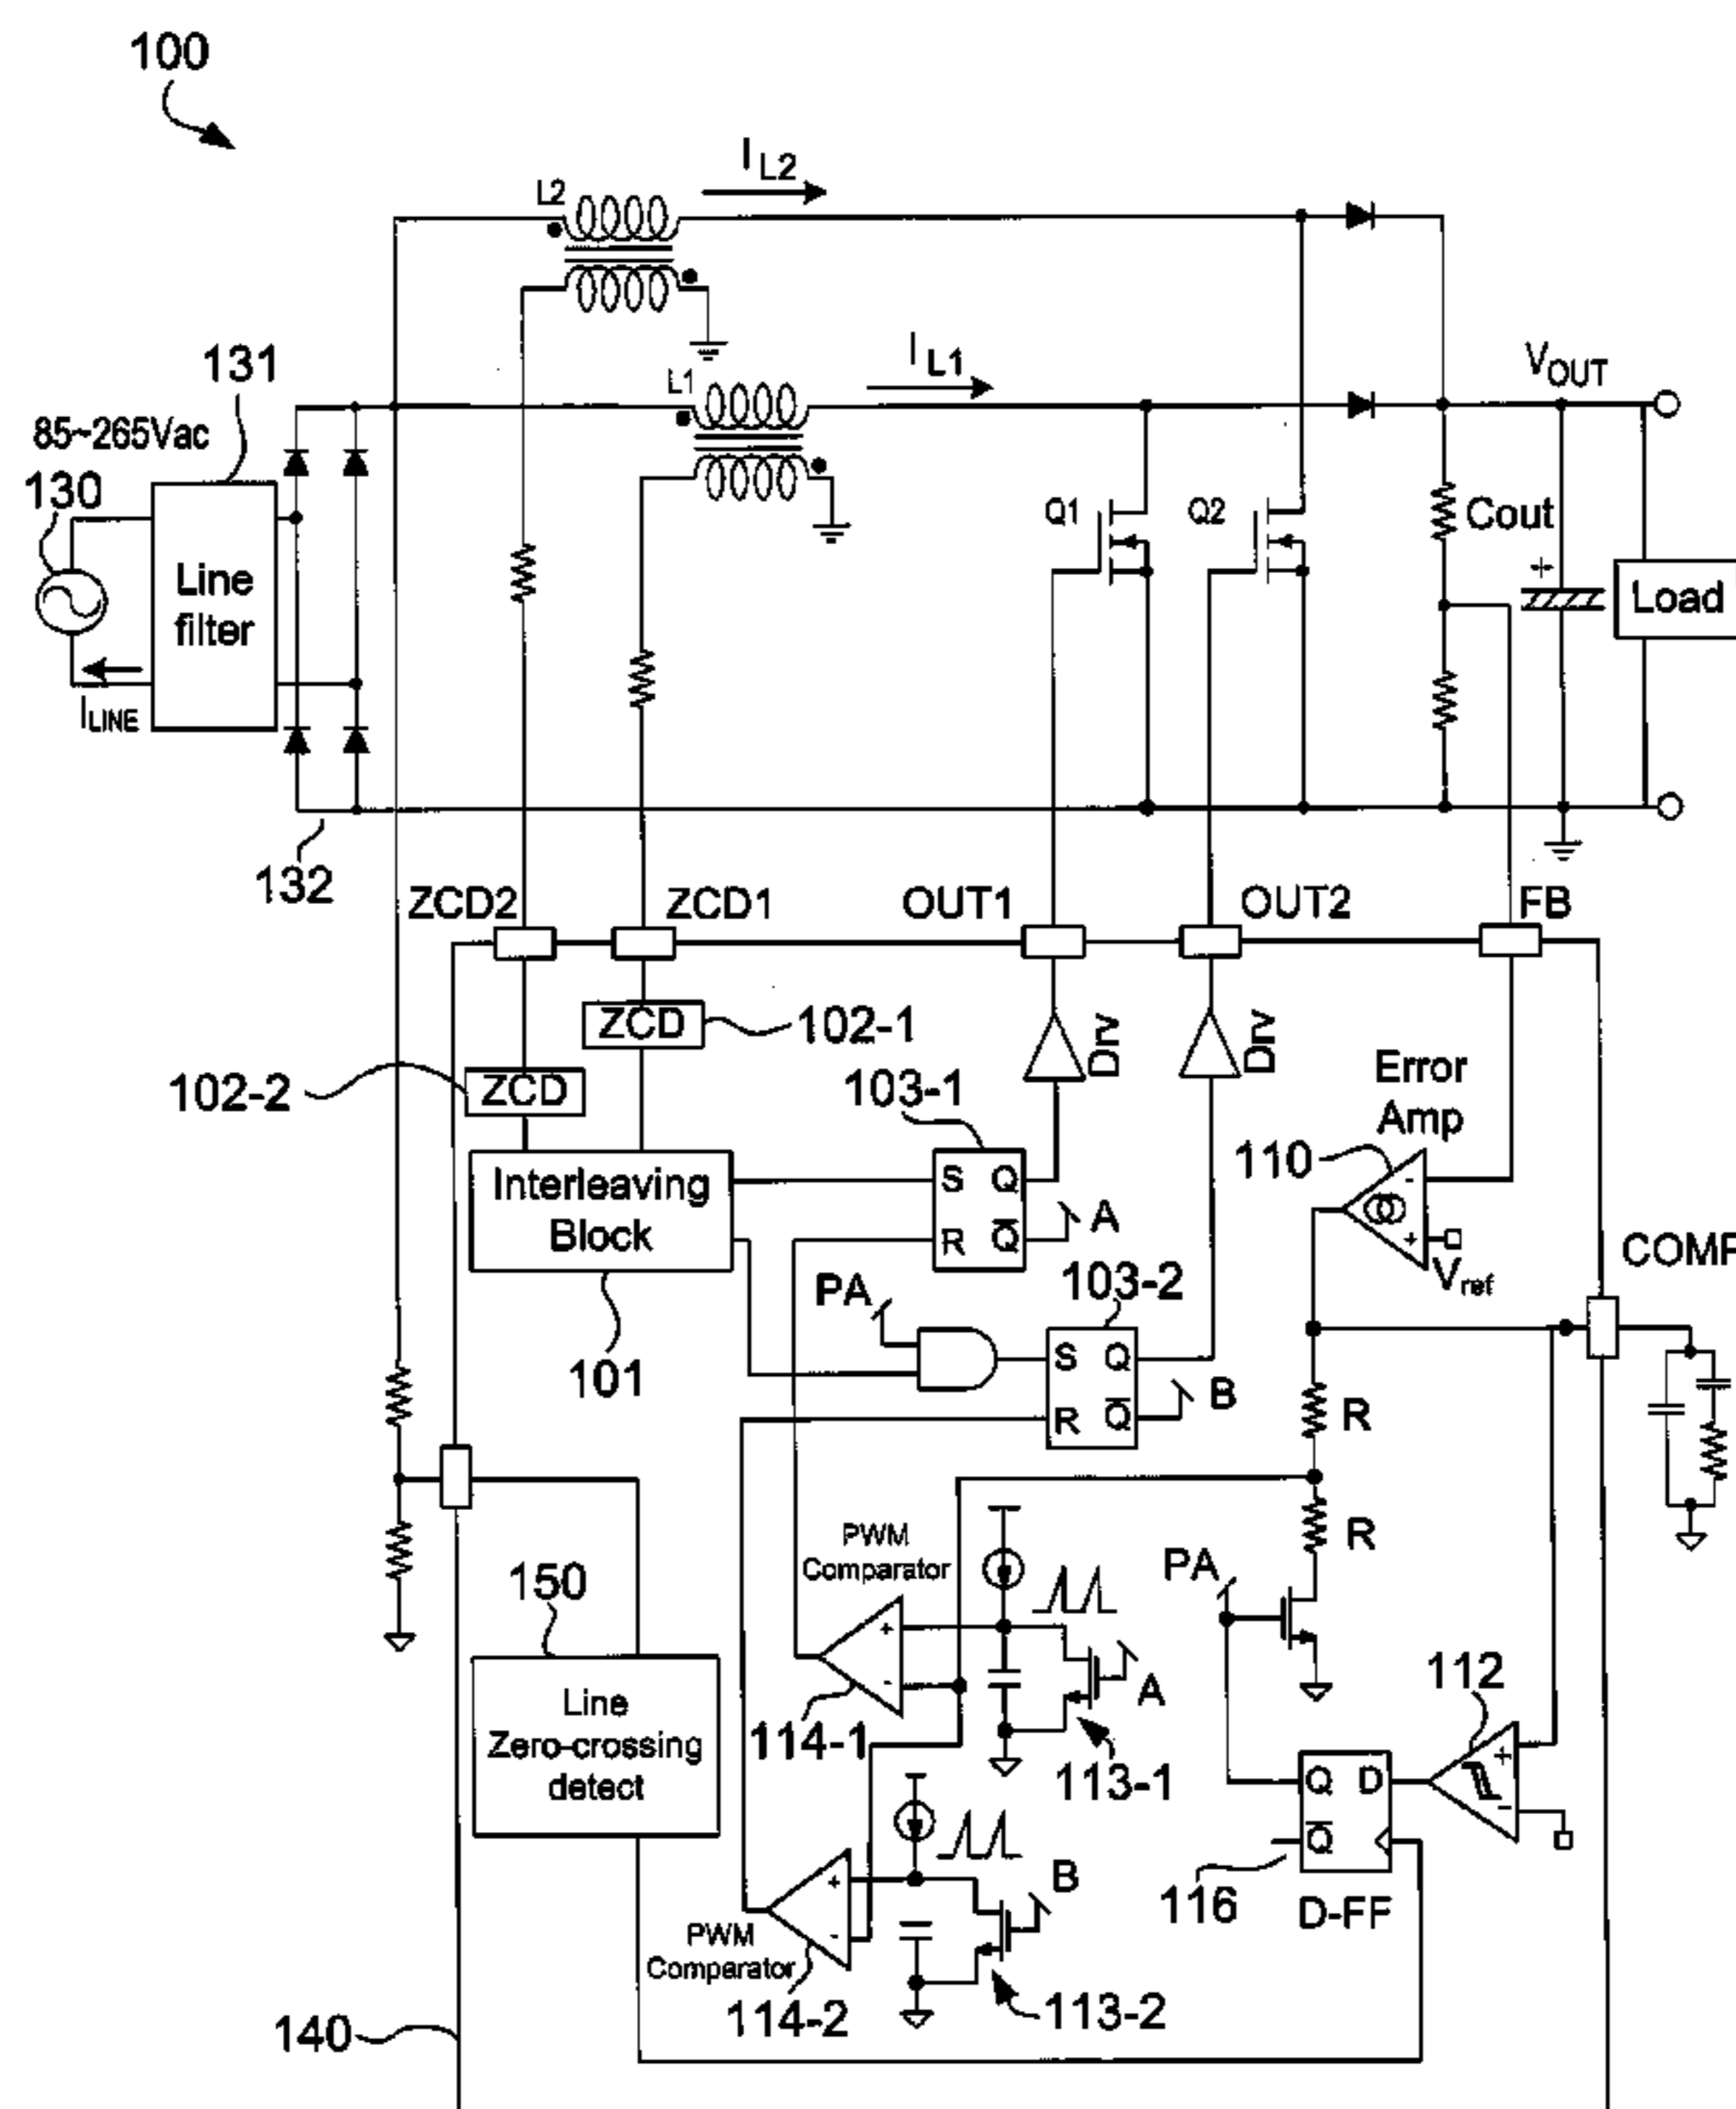 100
L2
I L2
131
L1
I L1
VOUT
85~265Vac
130
Line
filter
Q1
Q2
Cout
+
Load
ILINE
132
ZCD2
ZCD1
OUT1
OUT2
FB
ZCD
102-1
Drv
Drv
102-2
ZCD
103-1
Error
Amp
110
-
+
Vref
Interleaving
Block
S Q
R Q̅
A
COMP
PA
103-2
101
S Q
R Q̅
B
R
R
PWM
Comparator
150
+
-
PA
Line
Zero-crossing
detect
A
112
114-1
113-1
+
-
Q D
Q̅
B
116
D-FF
+
-
PWM
Comparator
114-2
113-2
140